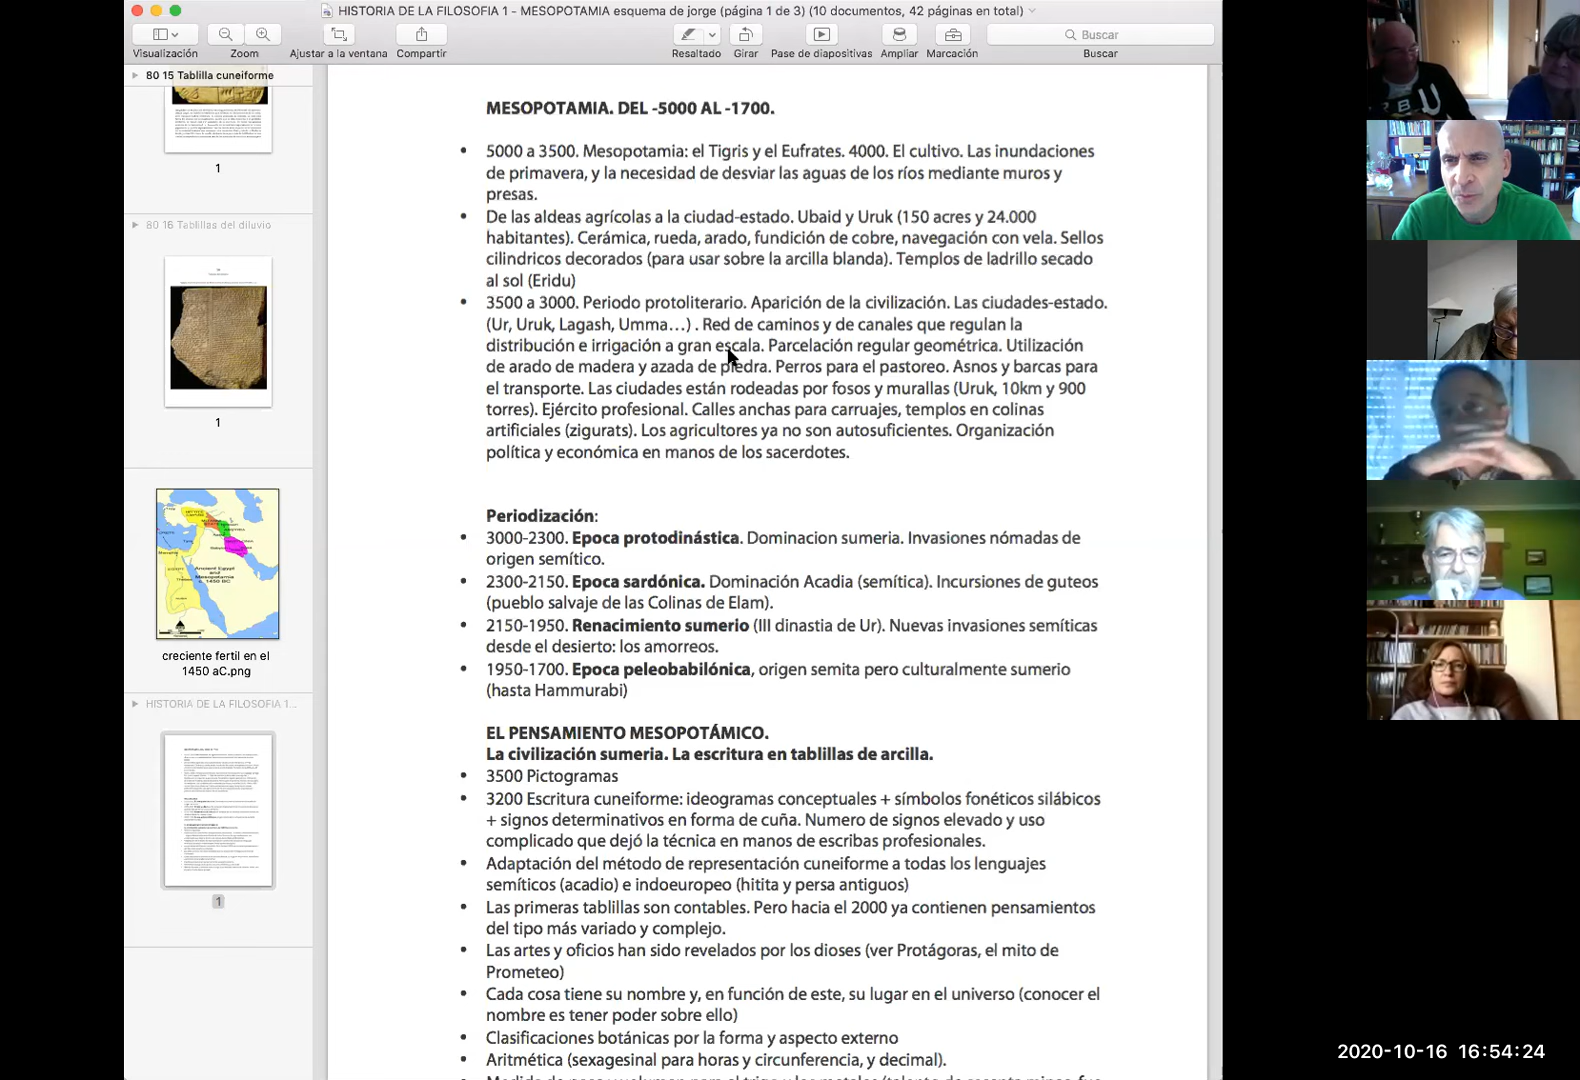 HISTORIA DE LA FILOSOFIA 1 - MESOPOTAMIA esquema de jorge (página 1 de 3) (10 documentos, 42 páginas en total)
Buscar
Visualización
Zoom
Ajustar a la ventana
Compartir
Resaltado
Girar
Pase de diapositivas
Ampliar
Marcación
Buscar
80 15 Tablilla cuneiforme
1
80 16 Tablillas del diluvio
1
Ancient Egypt
and
Mesopotamia
c. 1450 BC
creciente fertil en el
1450 aC.png
HISTORIA DE LA FILOSOFIA 1...
1
MESOPOTAMIA. DEL -5000 AL -1700.
• 5000 a 3500. Mesopotamia: el Tigris y el Eufrates. 4000. El cultivo. Las inundaciones
de primavera, y la necesidad de desviar las aguas de los ríos mediante muros y
presas.
• De las aldeas agrícolas a la ciudad-estado. Ubaid y Uruk (150 acres y 24.000
habitantes). Cerámica, rueda, arado, fundición de cobre, navegación con vela. Sellos
cilindricos decorados (para usar sobre la arcilla blanda). Templos de ladrillo secado
al sol (Eridu)
• 3500 a 3000. Periodo protoliterario. Aparición de la civilización. Las ciudades-estado.
(Ur, Uruk, Lagash, Umma...) . Red de caminos y de canales que regulan la
distribución e irrigación a gran escala. Parcelación regular geométrica. Utilización
de arado de madera y azada de piedra. Perros para el pastoreo. Asnos y barcas para
el transporte. Las ciudades están rodeadas por fosos y murallas (Uruk, 10km y 900
torres). Ejército profesional. Calles anchas para carruajes, templos en colinas
artificiales (zigurats). Los agricultores ya no son autosuficientes. Organización
política y económica en manos de los sacerdotes.
Periodización:
• 3000-2300. Epoca protodinástica. Dominacion sumeria. Invasiones nómadas de
origen semítico.
• 2300-2150. Epoca sardónica. Dominación Acadia (semítica). Incursiones de guteos
(pueblo salvaje de las Colinas de Elam).
• 2150-1950. Renacimiento sumerio (III dinastia de Ur). Nuevas invasiones semíticas
desde el desierto: los amorreos.
• 1950-1700. Epoca peleobabilónica, origen semita pero culturalmente sumerio
(hasta Hammurabi)
EL PENSAMIENTO MESOPOTÁMICO.
La civilización sumeria. La escritura en tablillas de arcilla.
• 3500 Pictogramas
• 3200 Escritura cuneiforme: ideogramas conceptuales + símbolos fonéticos silábicos
+ signos determinativos en forma de cuña. Numero de signos elevado y uso
complicado que dejó la técnica en manos de escribas profesionales.
• Adaptación del método de representación cuneiforme a todas los lenguajes
semíticos (acadio) e indoeuropeo (hitita y persa antiguos)
• Las primeras tablillas son contables. Pero hacia el 2000 ya contienen pensamientos
del tipo más variado y complejo.
• Las artes y oficios han sido revelados por los dioses (ver Protágoras, el mito de
Prometeo)
• Cada cosa tiene su nombre y, en función de este, su lugar en el universo (conocer el
nombre es tener poder sobre ello)
• Clasificaciones botánicas por la forma y aspecto externo
• Aritmética (sexagesinal para horas y circunferencia, y decimal).
2020-10-16 16:54:24